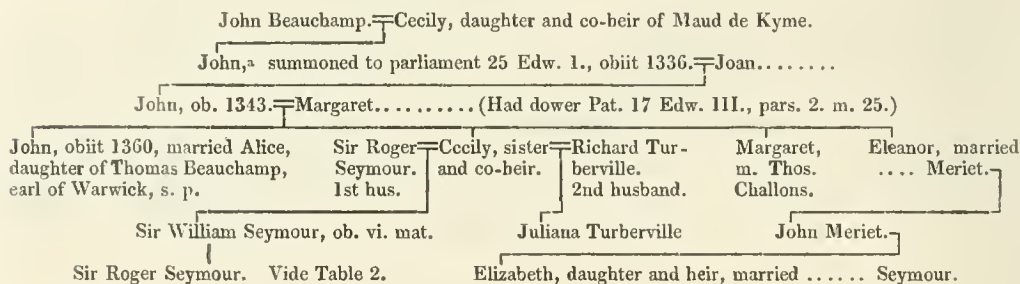 John Beauchamp.=Cecily, daughter and co-heir of Maud de Kyme.
John,ª summoned to parliament 25 Edw. 1., obiit 1336.=Joan........
John, ob. 1343.=Margaret..........(Had dower Pat. 17 Edw. III., pars. 2. m. 25.)
John, obiit 1360, married Alice,
daughter of Thomas Beauchamp,
earl of Warwick, s. p.
Sir Roger=
Seymour.
1st hus.
Cecily, sister=
and co-heir.
Richard Tur-
berville.
2nd husband.
Margaret,
m. Thos.
Challons.
Eleanor, married
.... Meriet.
Sir William Seymour, ob. vi. mat.
Juliana Turberville
John Meriet.
Sir Roger Seymour. Vide Table 2.
Elizabeth, daughter and heir, married ...... Seymour.